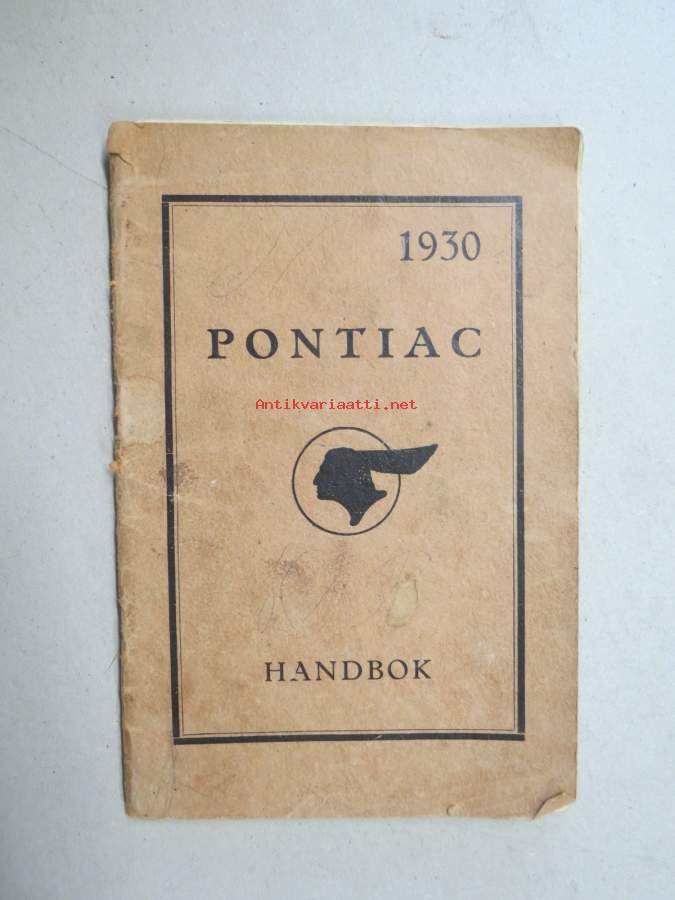 1930
PONTIAC
Antikvariaatti.net
HANDBOK